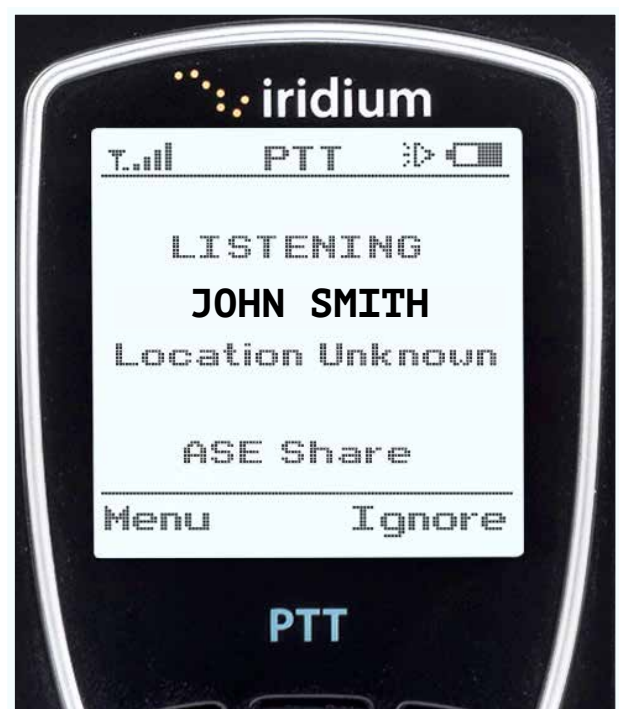 iridium
PTT
LISTENING
JOHN SMITH
Location Unknown
ASE Share
Menu Ignore
PTT